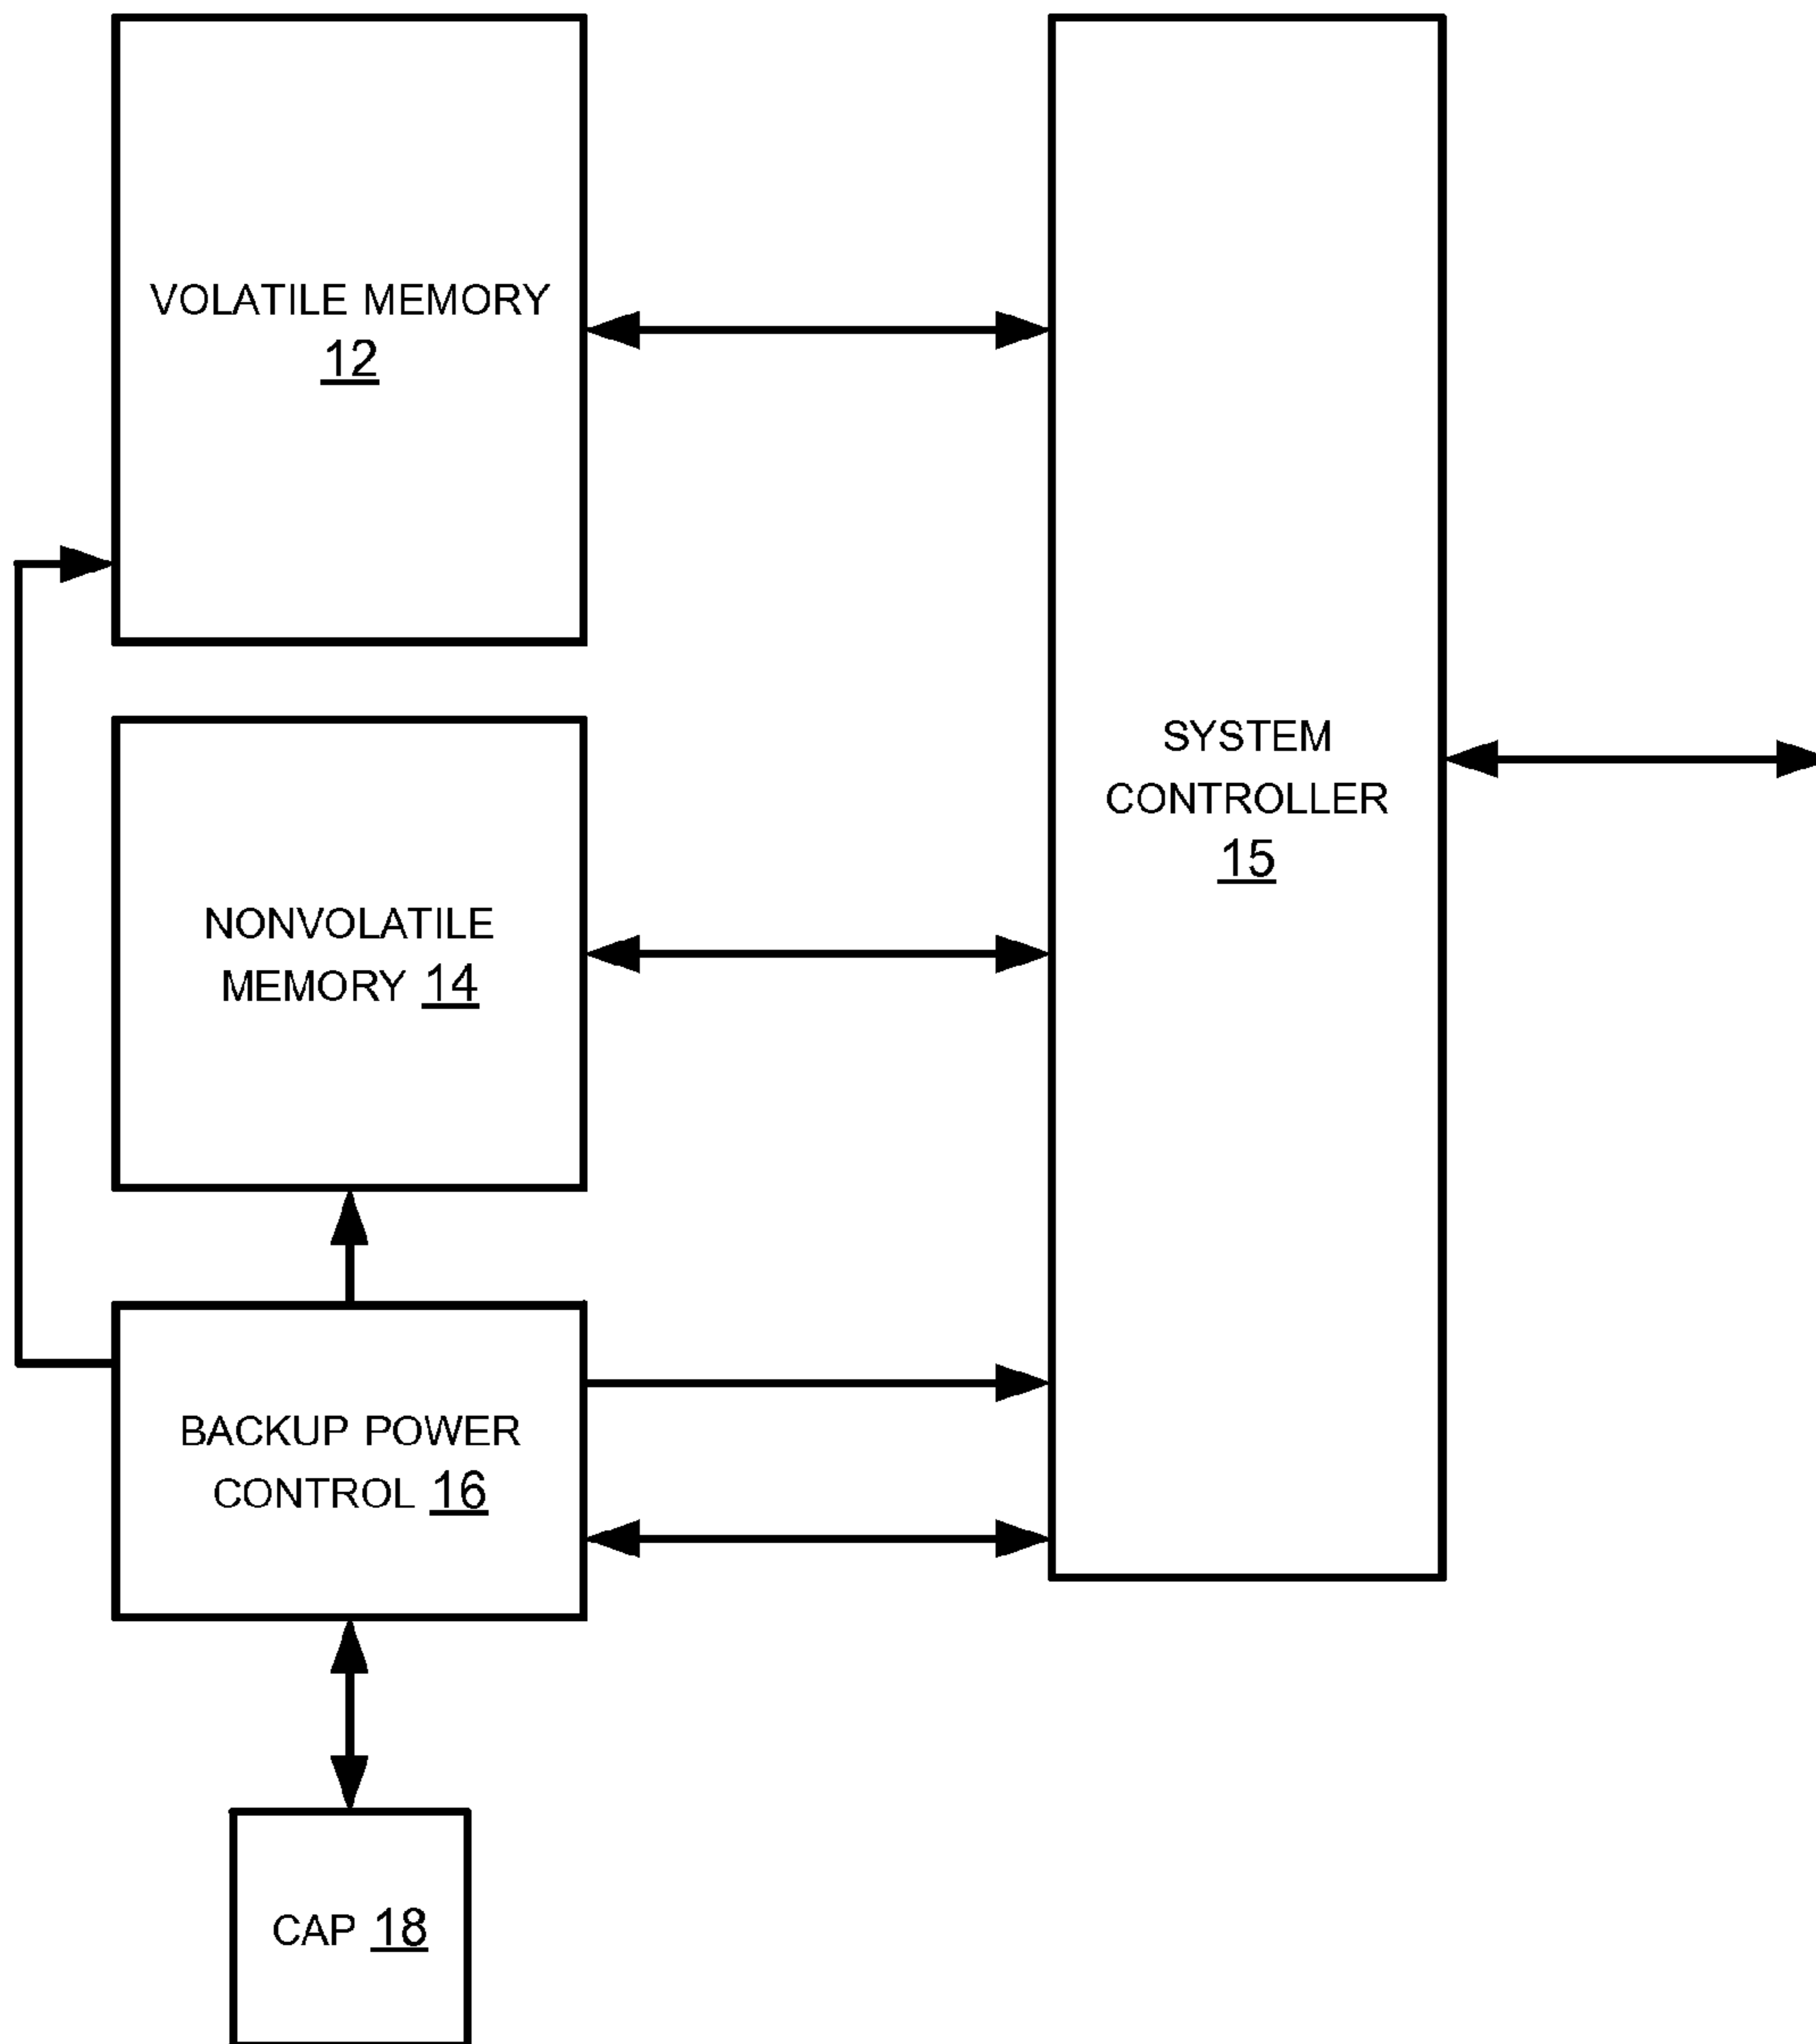 VOLATILE MEMORY
12
SYSTEM
CONTROLLER
15
NONVOLATILE
MEMORY 14
BACKUP POWER
CONTROL 16
CAP 18